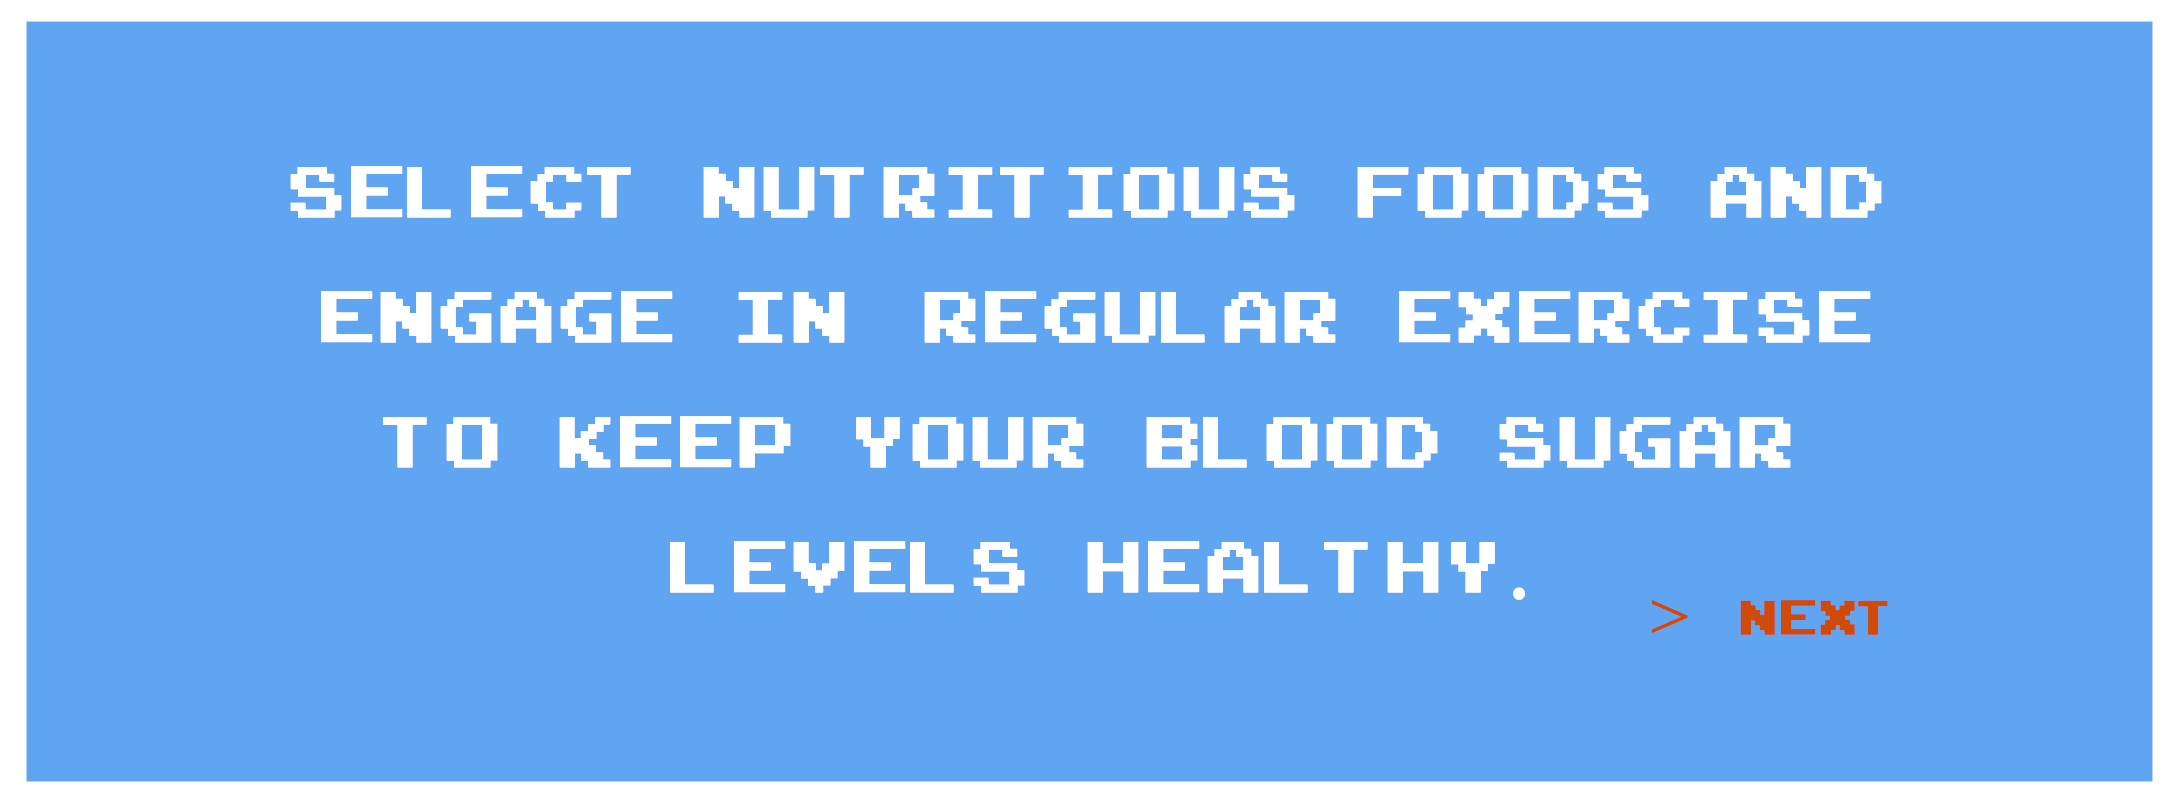 SELECT NUTRITIOUS FOODS AND
ENGAGE IN REGULAR EXERCISE
TO KEEP YOUR BLOOD SUGAR
LEVELS HEALTHY.
> NEXT